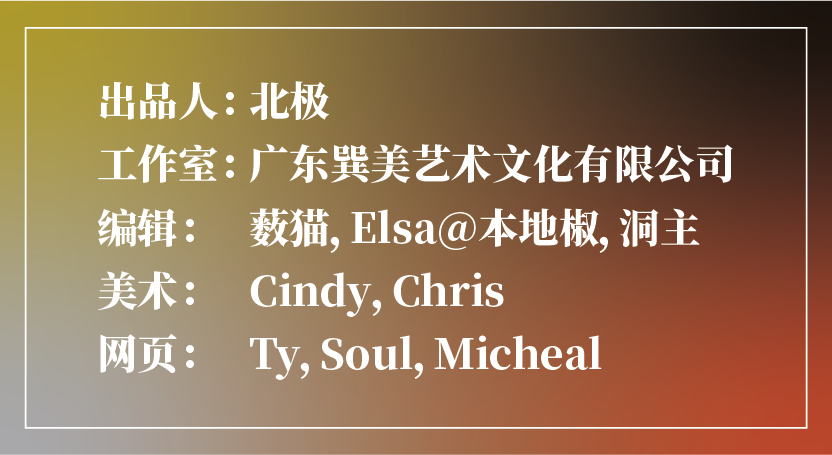 出品人：北极
工作室：广东巽美艺术文化有限公司
编辑： 薮猫, Elsa@本地椒, 洞主
美术： Cindy, Chris
网页： Ty, Soul, Micheal